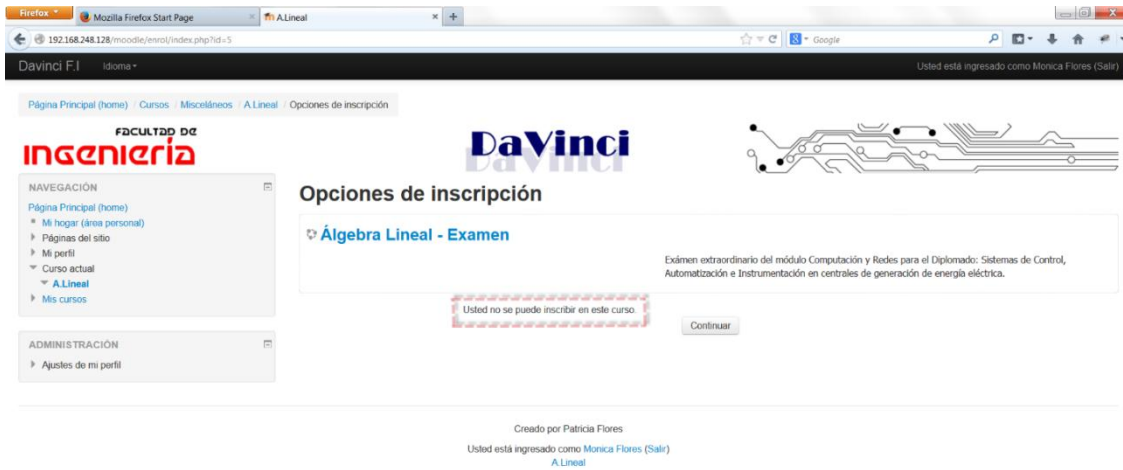 Firefox
Mozilla Firefox Start Page
A.Lineal
192.168.248.128/moodle/enrol/index.php?id=5
Google
Davinci F.I
Idioma
Usted está ingresado como Monica Flores (Salir)
Página Principal (home) / Cursos / Misceláneos / A.Lineal / Opciones de inscripción
FACULTAD DE
INGENIERÍA
DaVinci
NAVEGACIÓN
Página Principal (home)
Mi hogar (área personal)
Páginas del sitio
Mi perfil
Curso actual
A.Lineal
Mis cursos
ADMINISTRACIÓN
Ajustes de mi perfil
Opciones de inscripción
Álgebra Lineal - Examen
Exámen extraordinario del módulo Computación y Redes para el Diplomado: Sistemas de Control,
Automatización e Instrumentación en centrales de generación de energía eléctrica.
Usted no se puede inscribir en este curso.
Continuar
Creado por Patricia Flores
Usted está ingresado como Monica Flores (Salir)
A.Lineal